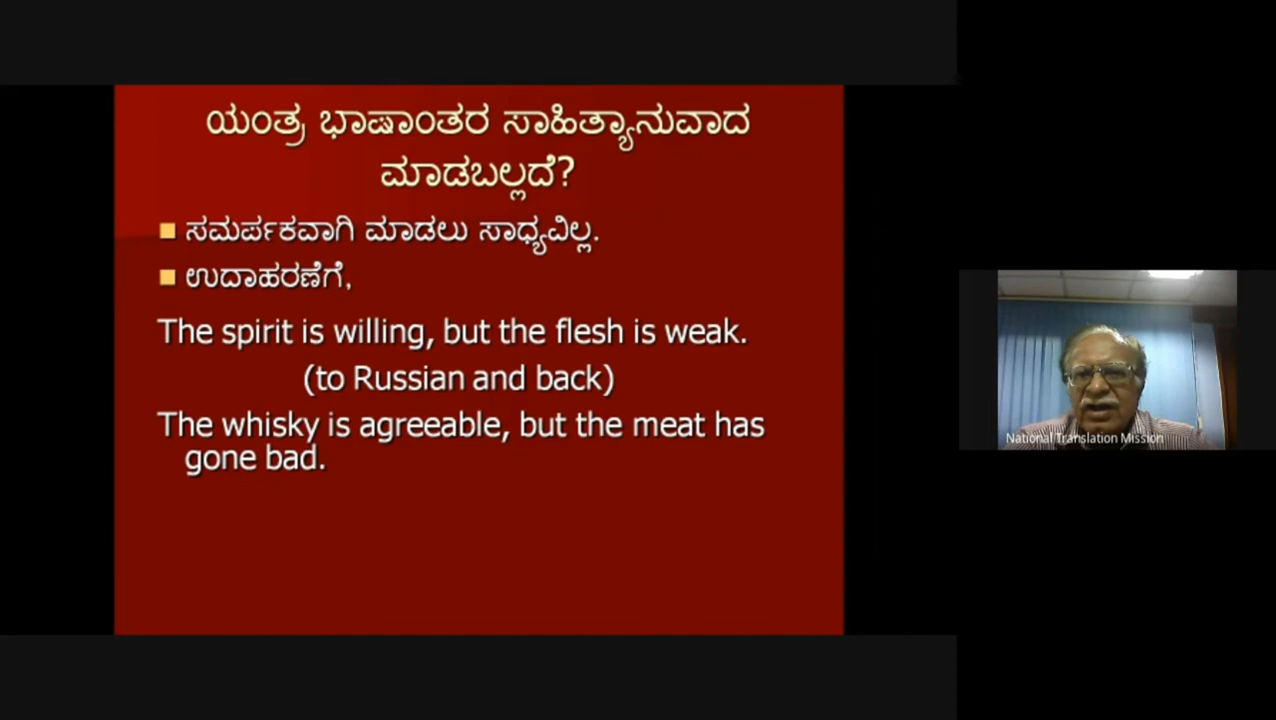 ಯಂತ್ರ ಭಾಷಾಂತರ ಸಾಹಿತ್ಯಾನುವಾದ
ಮಾಡಬಲ್ಲದೆ?
ಸಮರ್ಪಕವಾಗಿ ಮಾಡಲು ಸಾಧ್ಯವಿಲ್ಲ.
ಉದಾಹರಣೆಗೆ,
The spirit is willing, but the flesh is weak.
(to Russian and back)
The whisky is agreeable, but the meat has
gone bad.
National Translation Mission